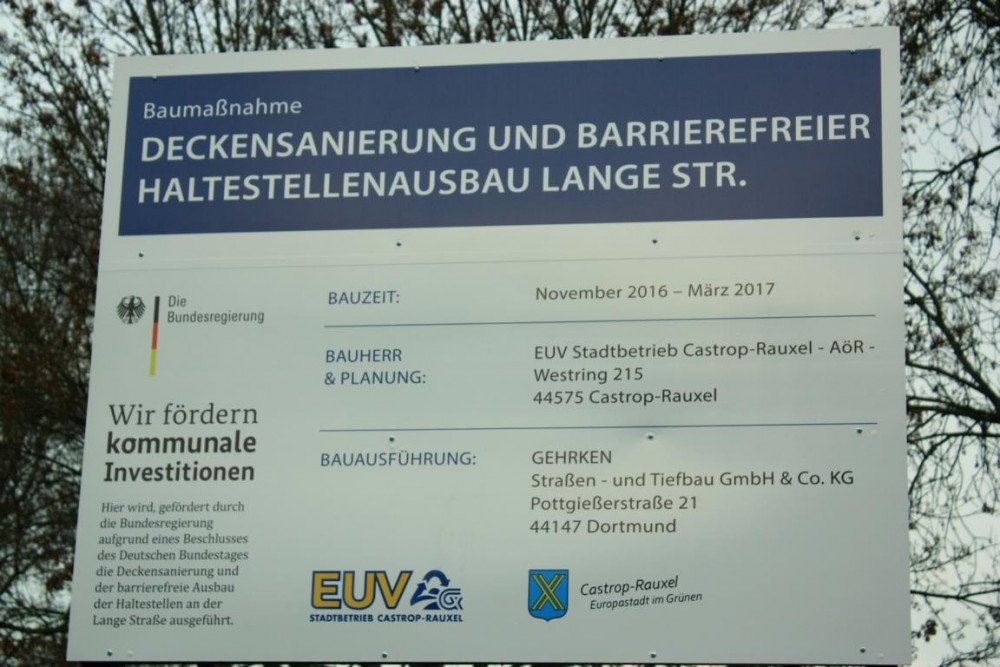 Baumaßnahme
DECKENSANIERUNG UND BARRIEREFREIER
HALTESTELLENAUSBAU LANGE STR.
Die
Bundesregierung
Wir fördern
kommunale
Investitionen
Hier wird, gefördert durch
die Bundesregierung
aufgrund eines Beschlusses
des Deutschen Bundestages
die Deckensanierung und
der barrierefreie Ausbau
der Haltestellen an der
Lange Straße ausgeführt.
BAUZEIT:
November 2016 – März 2017
BAUHERR
& PLANUNG:
EUV Stadtbetrieb Castrop-Rauxel - AöR -
Westring 215
44575 Castrop-Rauxel
BAUAUSFÜHRUNG:
GEHRKEN
Straßen - und Tiefbau GmbH & Co. KG
Pottgießerstraße 21
44147 Dortmund
EUV
STADTBETRIEB CASTROP-RAUXEL
Castrop-Rauxel
Europastadt im Grünen